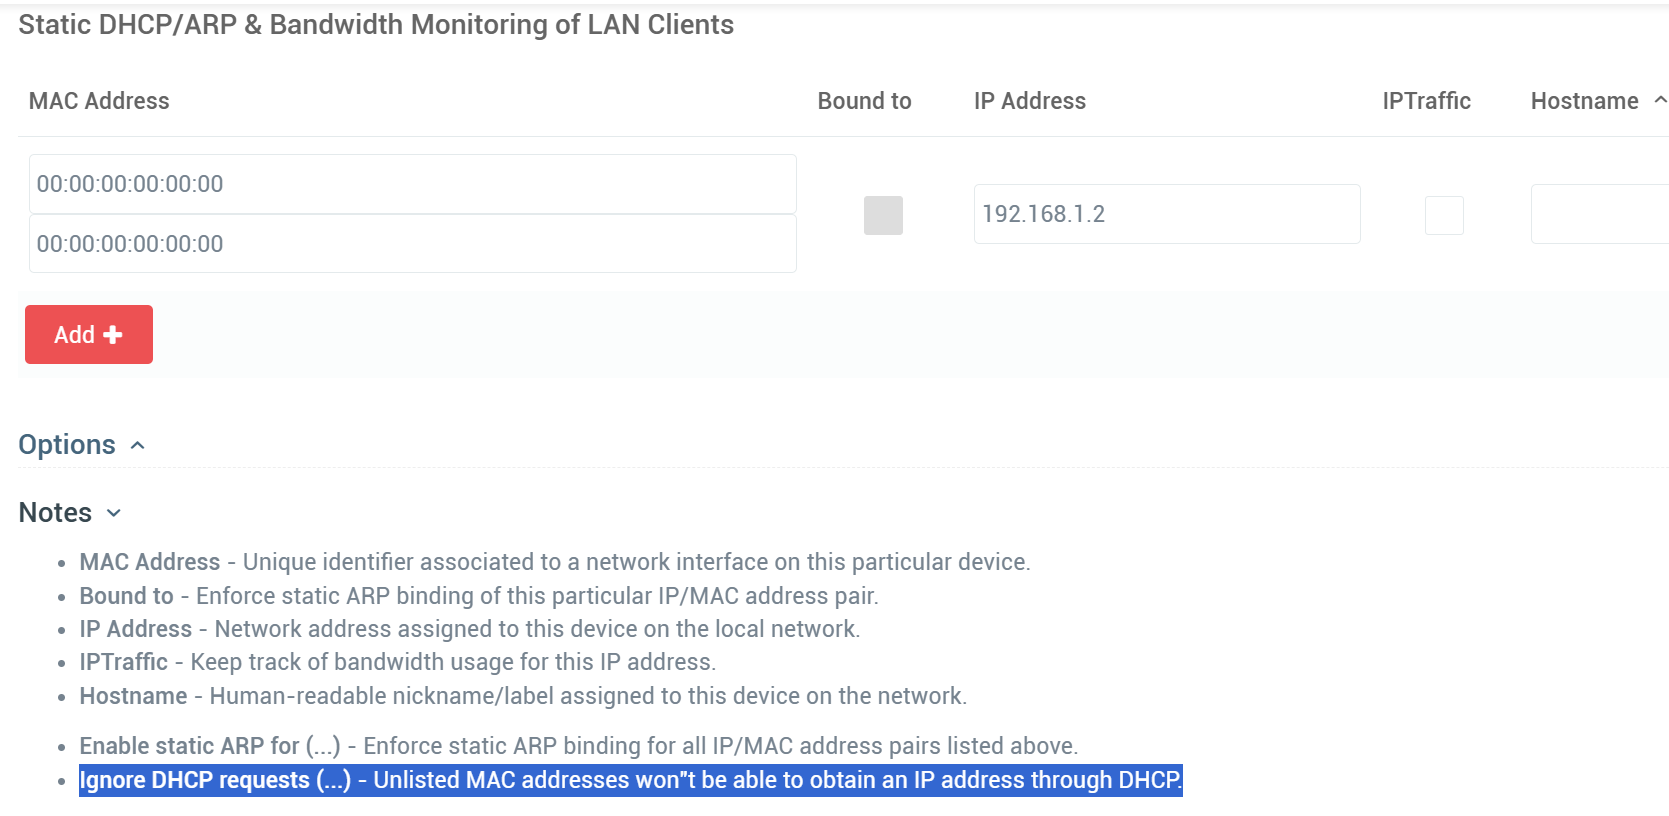 Static DHCP/ARP & Bandwidth Monitoring of LAN Clients
MAC Address Bound to IP Address IPTraffic Hostname
00:00:00:00:00:00
192.168.1.2
00:00:00:00:00:00
Add
Options
Notes
MAC Address - Unique identifier associated to a network interface on this particular device.
Bound to - Enforce static ARP binding of this particular IP/MAC address pair.
IP Address - Network address assigned to this device on the local network.
IPTraffic - Keep track of bandwidth usage for this IP address.
Hostname - Human-readable nickname/label assigned to this device on the network.
Enable static ARP for (...) - Enforce static ARP binding for all IP/MAC address pairs listed above.
Ignore DHCP requests (...) - Unlisted MAC addresses won"t be able to obtain an IP address through DHCP.